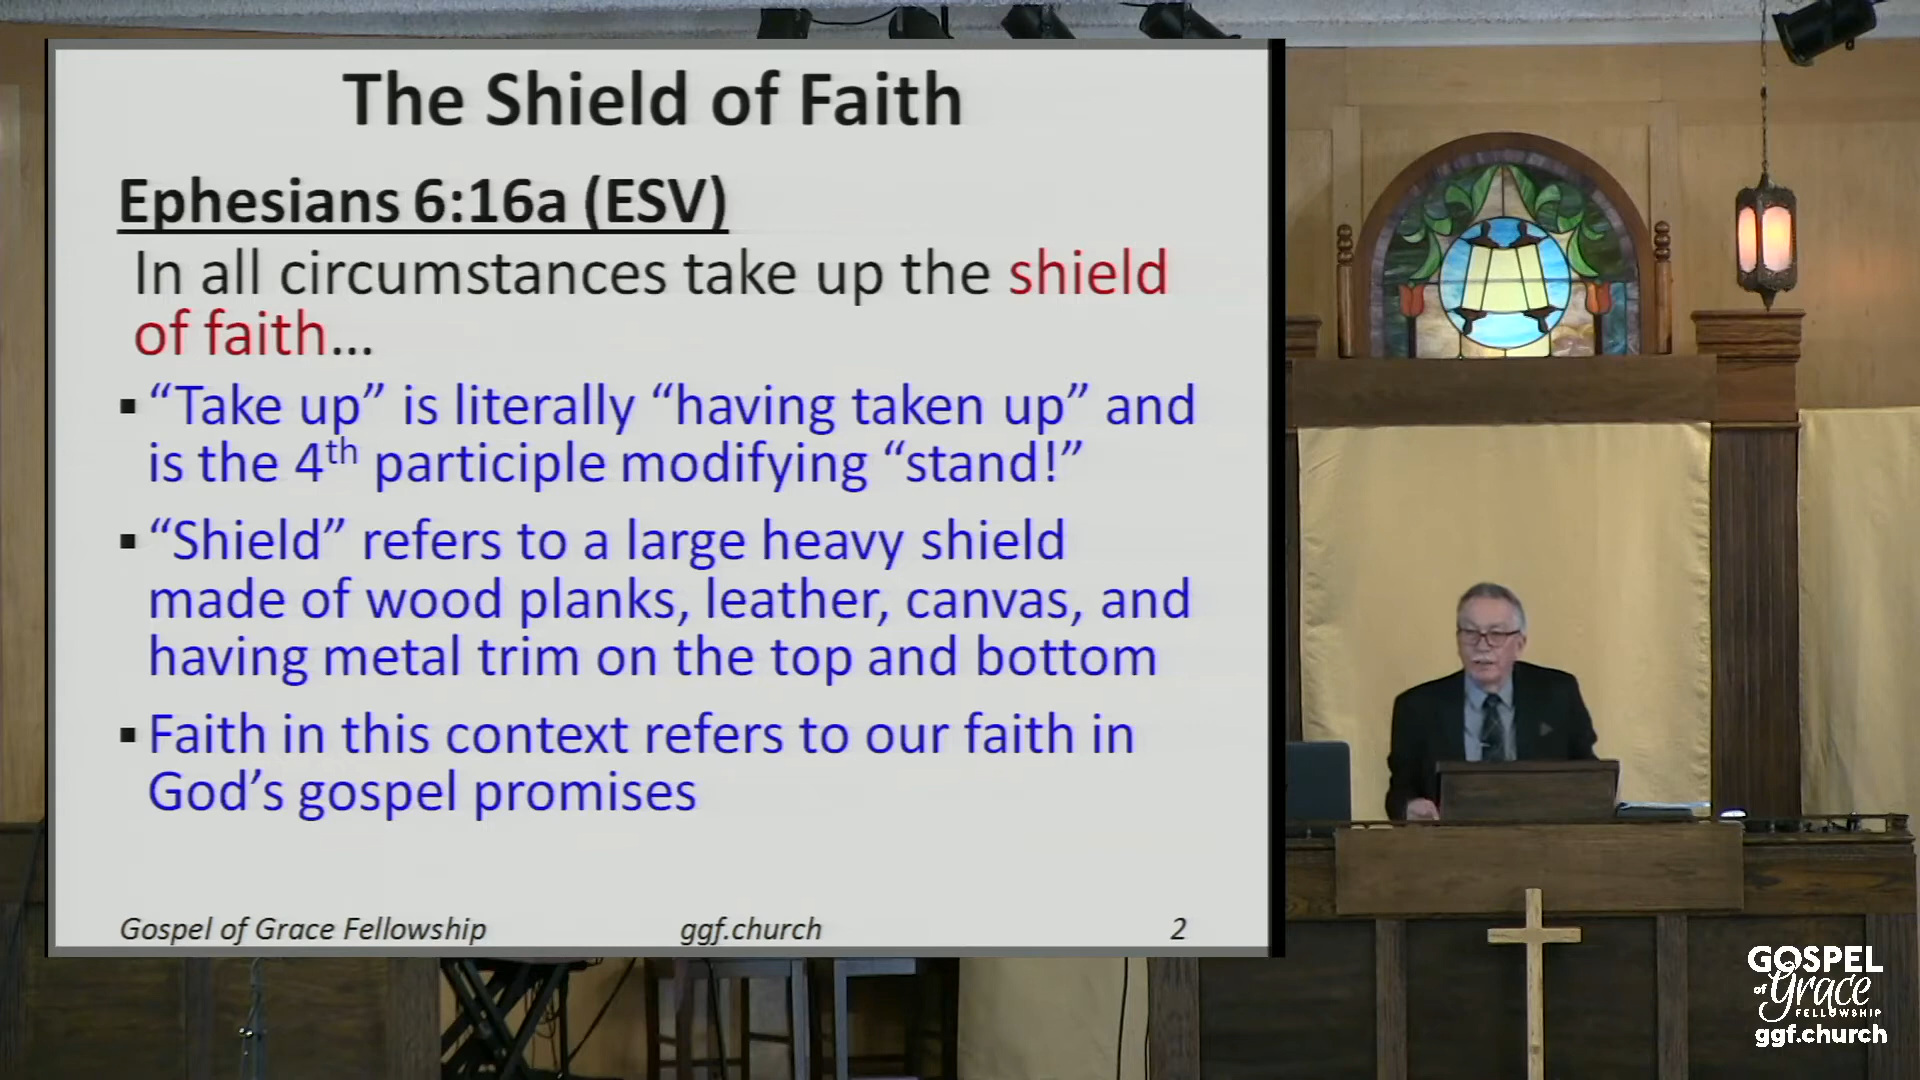 The Shield of Faith
Ephesians 6:16a (ESV)
In all circumstances take up the shield
of faith...
▪ “Take up” is literally “having taken up” and
is the 4th participle modifying “stand!”
▪ “Shield” refers to a large heavy shield
made of wood planks, leather, canvas, and
having metal trim on the top and bottom
▪ Faith in this context refers to our faith in
God’s gospel promises
Gospel of Grace Fellowship ggf.church 2
GOSPEL
of Grace
FELLOWSHIP
ggf.church